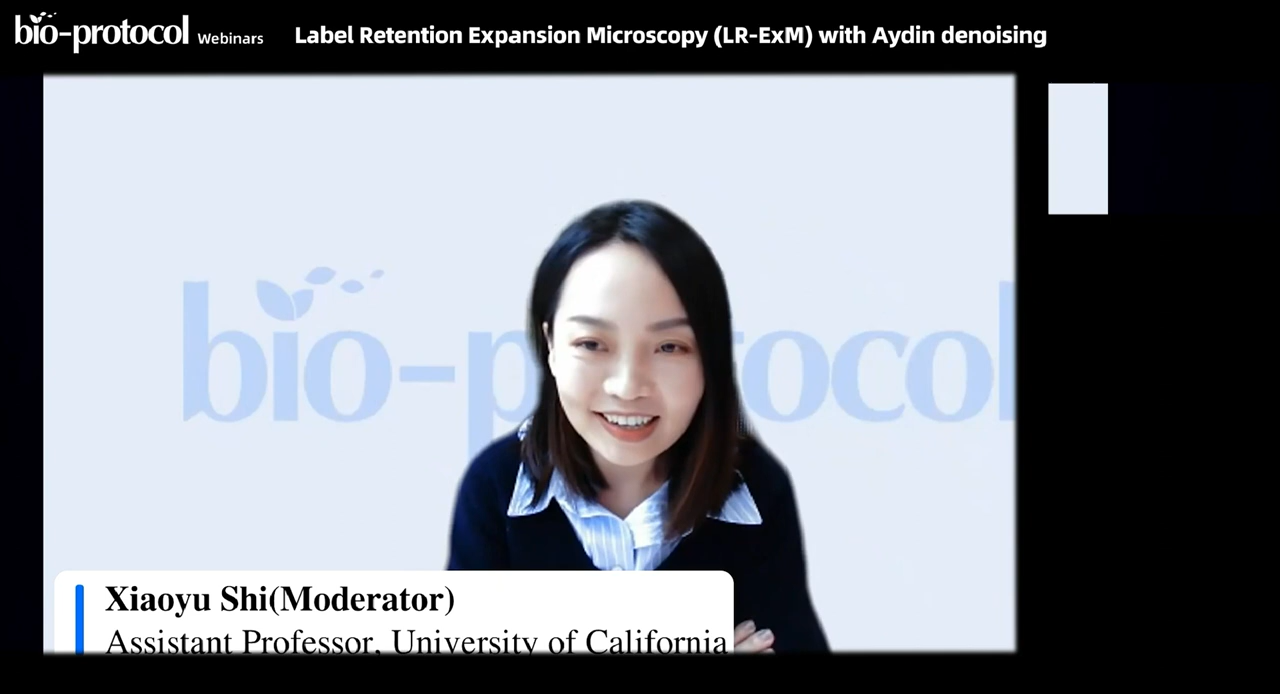 bio-protocol Webinars Label Retention Expansion Microscopy (LR-ExM) with Aydin denoising
bio-p tocol
Xiaoyu Shi(Moderator)
Assistant Professor, University of California